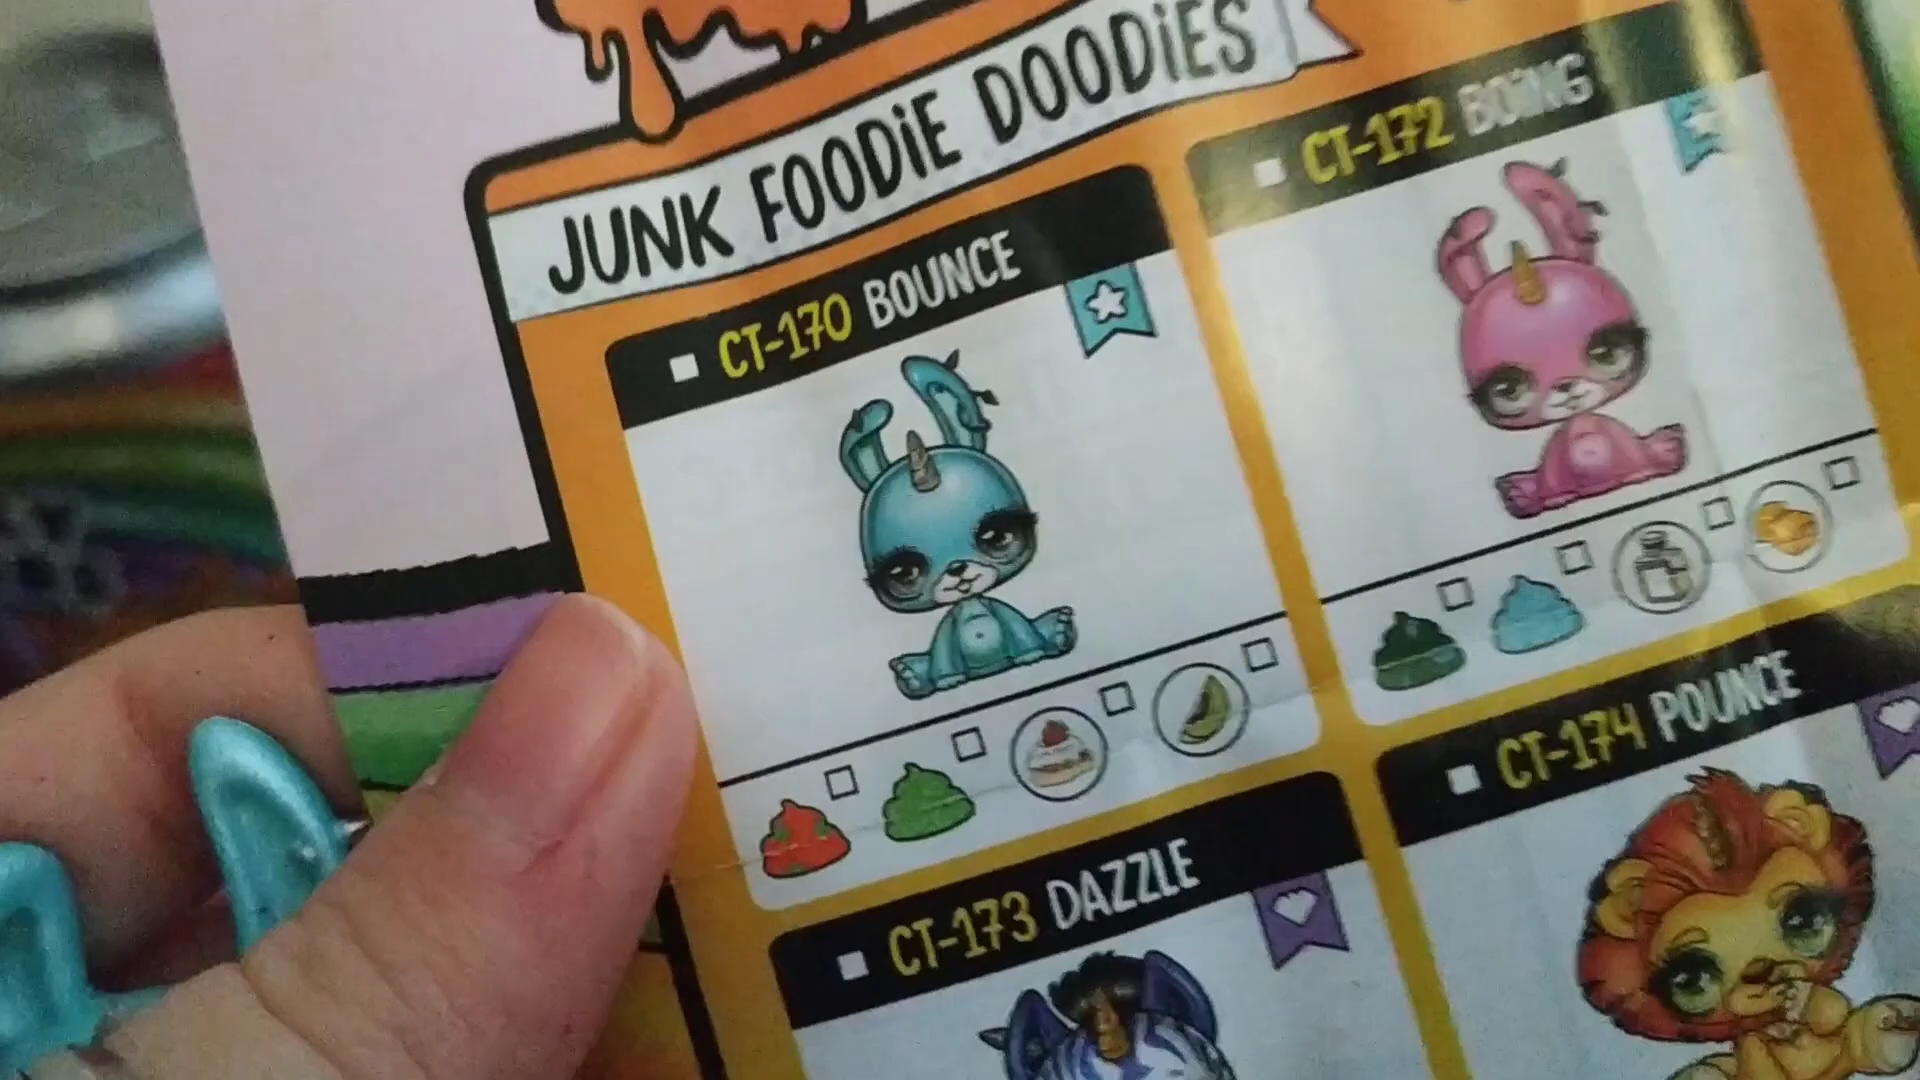 JUNK FOODiE DOODiES
CT-170 BOUNCE
CT-172 BOING
CT-173 DAZZLE
CT-174 POUNCE